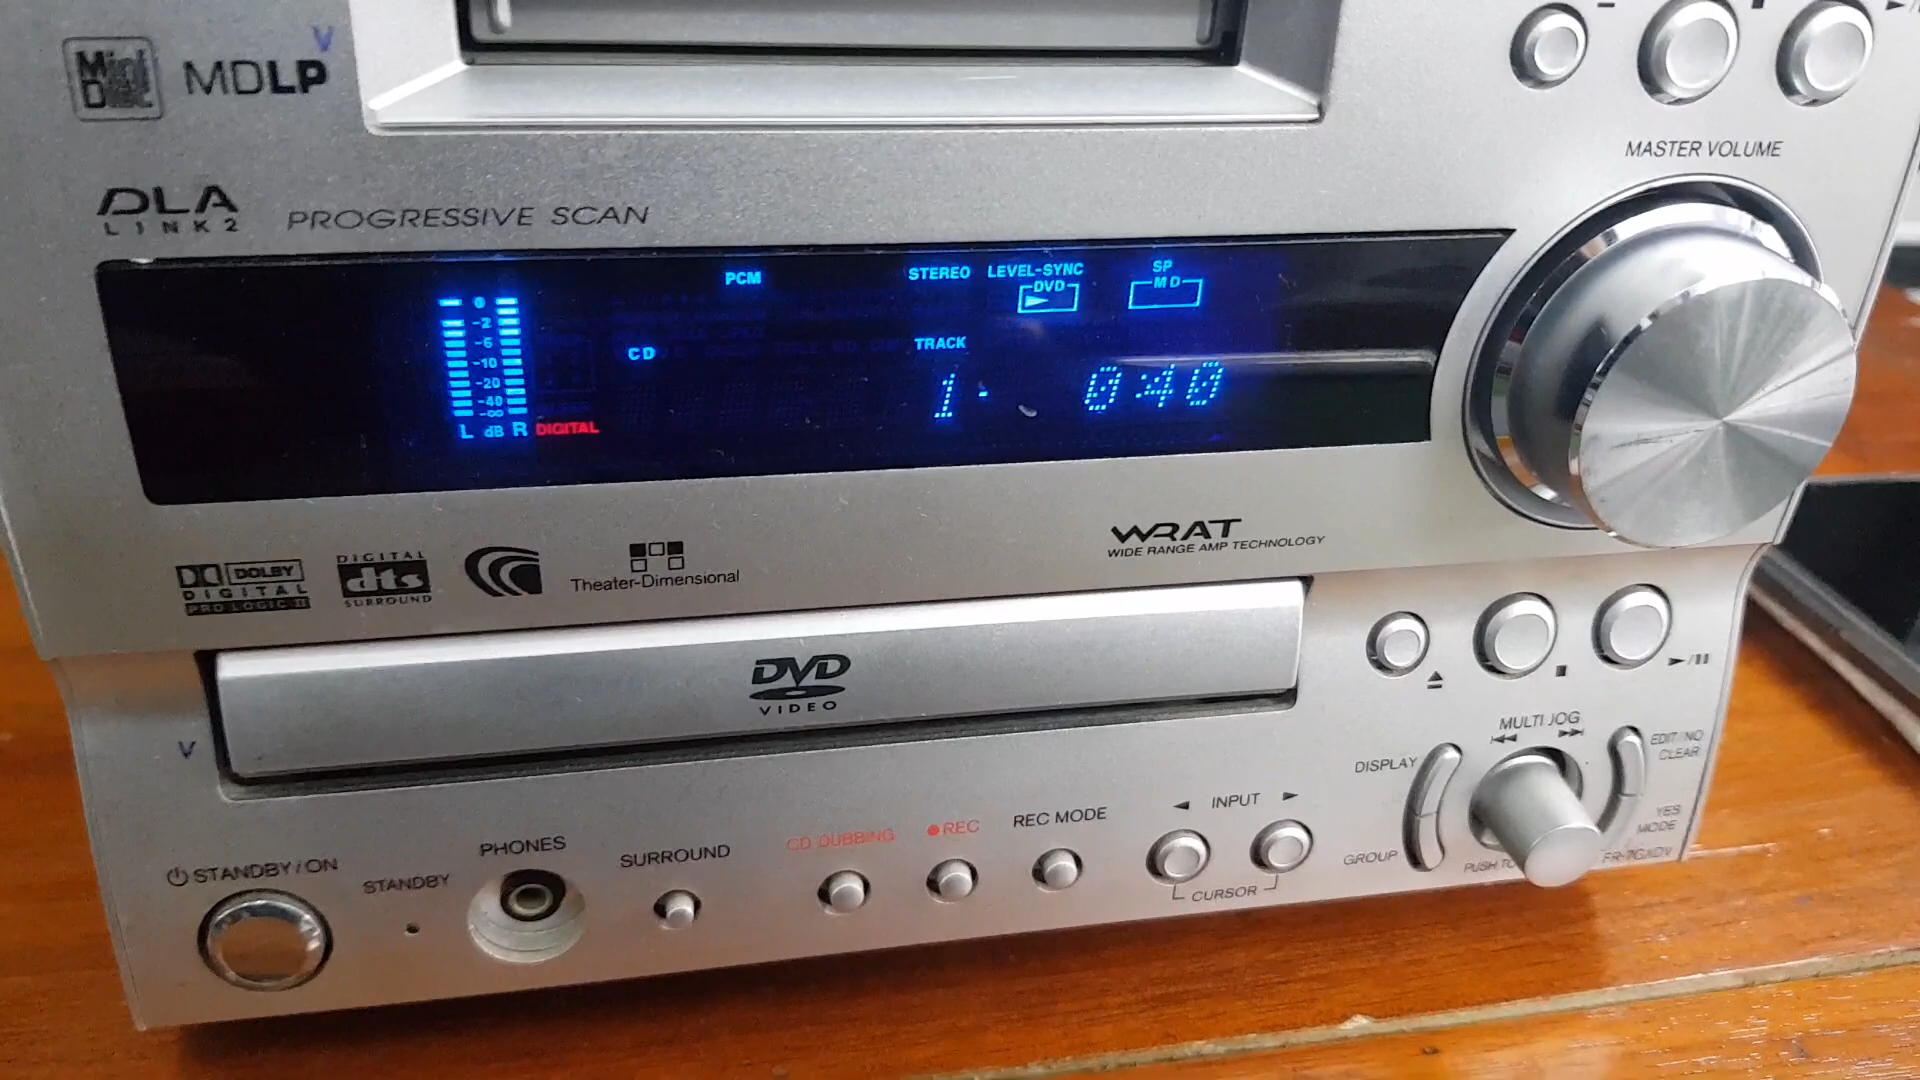 Mini Disc
V
MDLP
DLA
LINK2
PROGRESSIVE SCAN
MASTER VOLUME
PCM
STEREO
LEVEL-SYNC
DVD
SP
MD
0
-2
-6
-10
-20
-40
-∞
L dB R
DIGITAL
CD
TRACK
1
0:40
DOLBY
DIGITAL
PRO LOGIC II
DIGITAL
dts
SURROUND
Theater-Dimensional
WRAT
WIDE RANGE AMP TECHNOLOGY
DVD
VIDEO
V
MULTI JOG
DISPLAY
EDIT/NO
CLEAR
YES
MODE
GROUP
PUSH TO
INPUT
CURSOR
REC MODE
REC
CD DUBBING
SURROUND
PHONES
STANDBY
STANDBY/ON